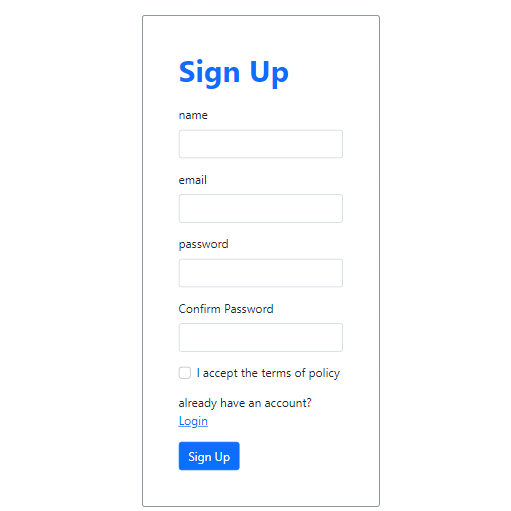 Sign Up
name
email
password
Confirm Password
I accept the terms of policy
already have an account?
Login
Sign Up